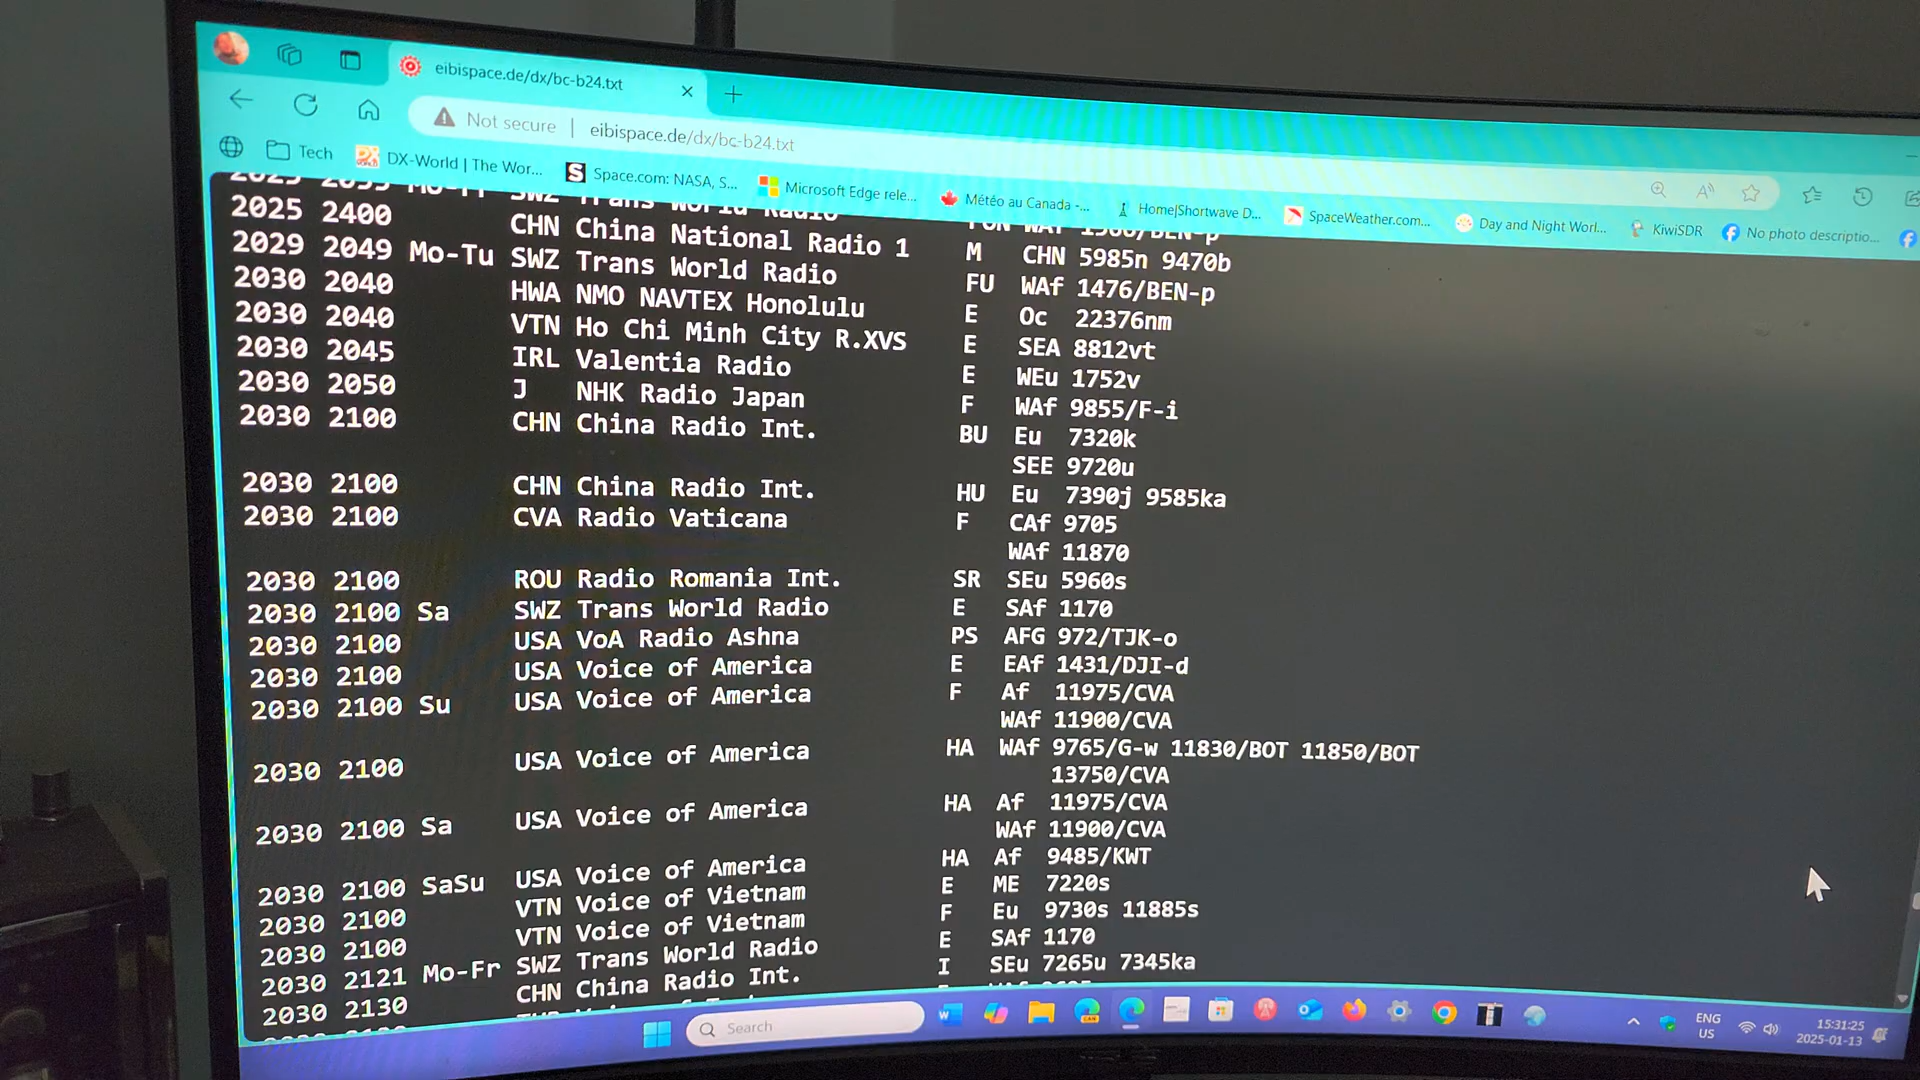 eibispace.de/dx/bc-b24.txt
Not secure | eibispace.de/dx/bc-b24.txt
Tech DX-World | The Wor... Space.com: NASA, S... Microsoft Edge rele... Météo au Canada -... Home|Shortwave D... SpaceWeather.com... Day and Night Worl... KiwiSDR No photo descriptio...
2025 2400 CHN China National Radio 1 M CHN 5985n 9470b
2029 2049 Mo-Tu SWZ Trans World Radio FU WAf 1476/BEN-p
2030 2040 HWA NMO NAVTEX Honolulu E Oc 22376nm
2030 2040 VTN Ho Chi Minh City R.XVS E SEA 8812vt
2030 2045 IRL Valentia Radio E WEu 1752v
2030 2050 J NHK Radio Japan F WAf 9855/F-i
2030 2100 CHN China Radio Int. BU Eu 7320k
SEE 9720u
2030 2100 CHN China Radio Int. HU Eu 7390j 9585ka
2030 2100 CVA Radio Vaticana F CAf 9705
WAf 11870
2030 2100 ROU Radio Romania Int. SR SEu 5960s
2030 2100 Sa SWZ Trans World Radio E SAf 1170
2030 2100 USA VoA Radio Ashna PS AFG 972/TJK-o
2030 2100 USA Voice of America E EAf 1431/DJI-d
2030 2100 Su USA Voice of America F Af 11975/CVA
WAf 11900/CVA
2030 2100 USA Voice of America HA WAf 9765/G-w 11830/BOT 11850/BOT
13750/CVA
2030 2100 Sa USA Voice of America HA Af 11975/CVA
WAf 11900/CVA
2030 2100 SaSu USA Voice of America HA Af 9485/KWT
2030 2100 VTN Voice of Vietnam E ME 7220s
2030 2100 VTN Voice of Vietnam F Eu 9730s 11885s
2030 2121 Mo-Fr SWZ Trans World Radio E SAf 1170
2030 2130 CHN China Radio Int. I SEu 7265u 7345ka
Search
ENG
US
15:31:25
2025-01-13